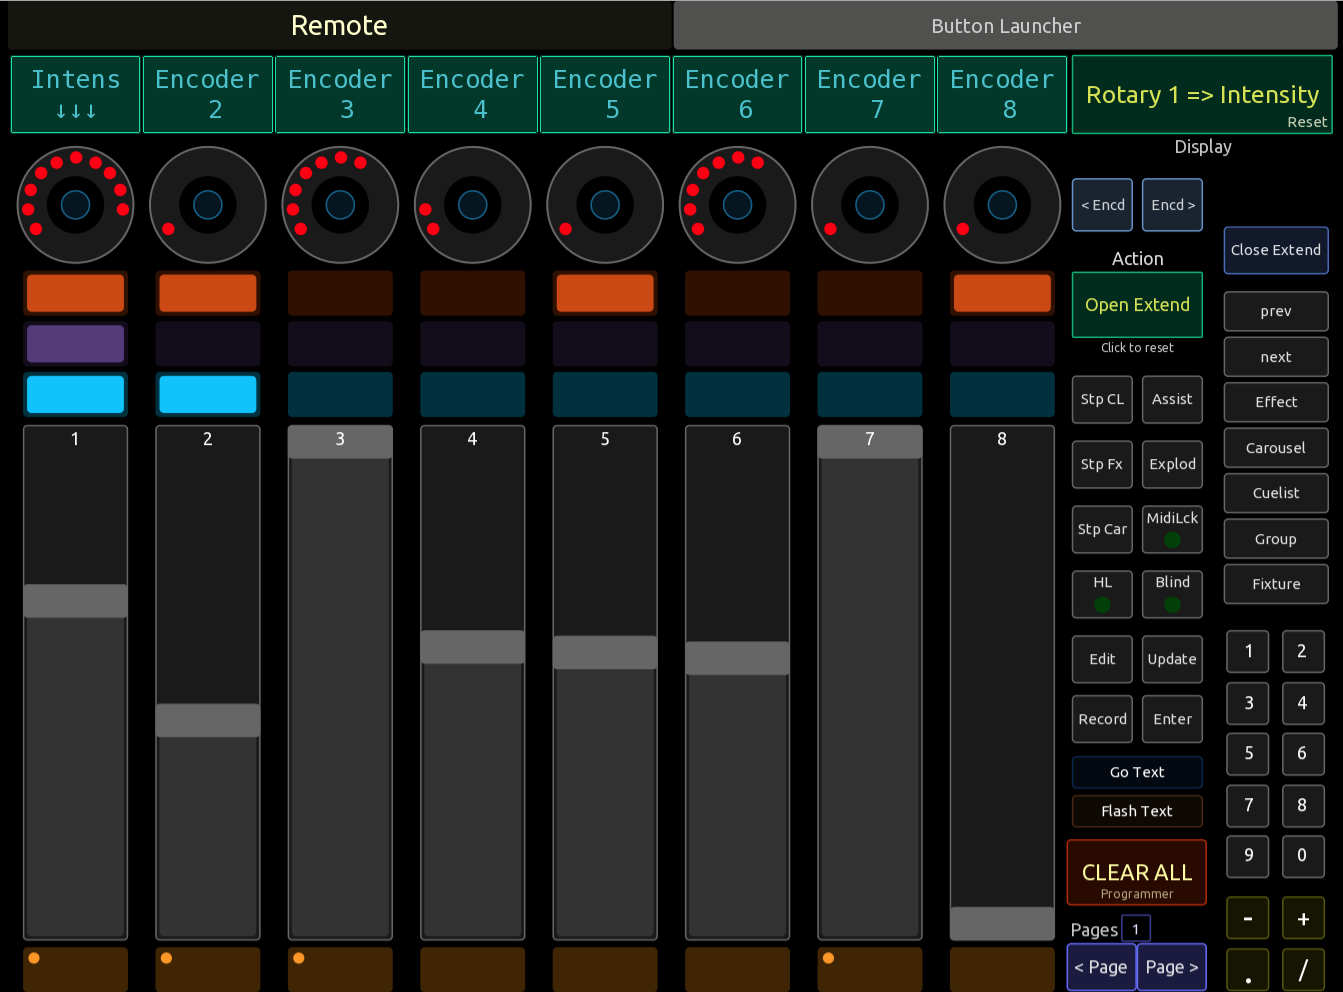 Remote
Button Launcher
Intens
↓↓↓
Encoder
2
Encoder
3
Encoder
4
Encoder
5
Encoder
6
Encoder
7
Encoder
8
Rotary 1 => Intensity
Reset
Display
< Encd
Encd >
Close Extend
Action
Open Extend
Click to reset
prev
next
Effect
Carousel
Cuelist
Group
Fixture
Stp CL
Assist
Stp Fx
Explod
Stp Car
MidiLck
HL
Blind
Edit
Update
Record
Enter
Go Text
Flash Text
CLEAR ALL
Programmer
Pages 1
< Page
Page >
1
2
3
4
5
6
7
8
1
2
3
4
5
6
7
8
9
0
-
+
.
/